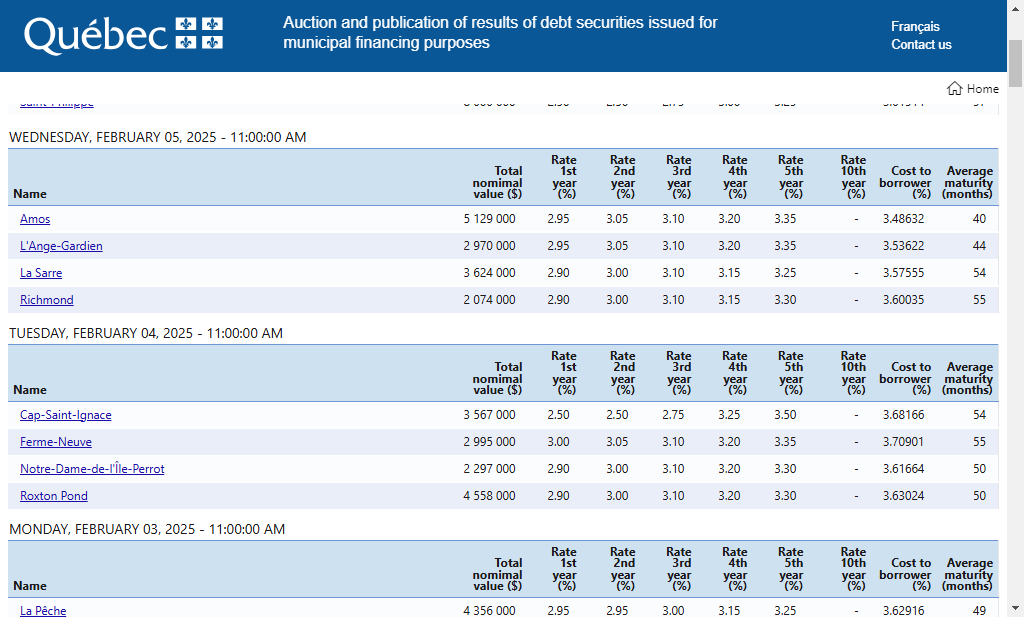 Québec
Auction and publication of results of debt securities issued for
municipal financing purposes
Français
Contact us
Home
WEDNESDAY, FEBRUARY 05, 2025 - 11:00:00 AM
Name Total nomimal value ($) Rate 1st year (%) Rate 2nd year (%) Rate 3rd year (%) Rate 4th year (%) Rate 5th year (%) Rate 10th year (%) Cost to borrower (%) Average maturity (months)
Amos 5 129 000 2.95 3.05 3.10 3.20 3.35 - 3.48632 40
L'Ange-Gardien 2 970 000 2.95 3.05 3.10 3.20 3.35 - 3.53622 44
La Sarre 3 624 000 2.90 3.00 3.10 3.15 3.25 - 3.57555 54
Richmond 2 074 000 2.90 3.00 3.10 3.15 3.30 - 3.60035 55
TUESDAY, FEBRUARY 04, 2025 - 11:00:00 AM
Name Total nomimal value ($) Rate 1st year (%) Rate 2nd year (%) Rate 3rd year (%) Rate 4th year (%) Rate 5th year (%) Rate 10th year (%) Cost to borrower (%) Average maturity (months)
Cap-Saint-Ignace 3 567 000 2.50 2.50 2.75 3.25 3.50 - 3.68166 54
Ferme-Neuve 2 995 000 3.00 3.05 3.10 3.20 3.35 - 3.70901 55
Notre-Dame-de-l'Île-Perrot 2 297 000 2.90 3.00 3.10 3.20 3.30 - 3.61664 50
Roxton Pond 4 558 000 2.90 3.00 3.10 3.20 3.30 - 3.63024 50
MONDAY, FEBRUARY 03, 2025 - 11:00:00 AM
Name Total nomimal value ($) Rate 1st year (%) Rate 2nd year (%) Rate 3rd year (%) Rate 4th year (%) Rate 5th year (%) Rate 10th year (%) Cost to borrower (%) Average maturity (months)
La Pêche 4 356 000 2.95 2.95 3.00 3.15 3.25 - 3.62916 49